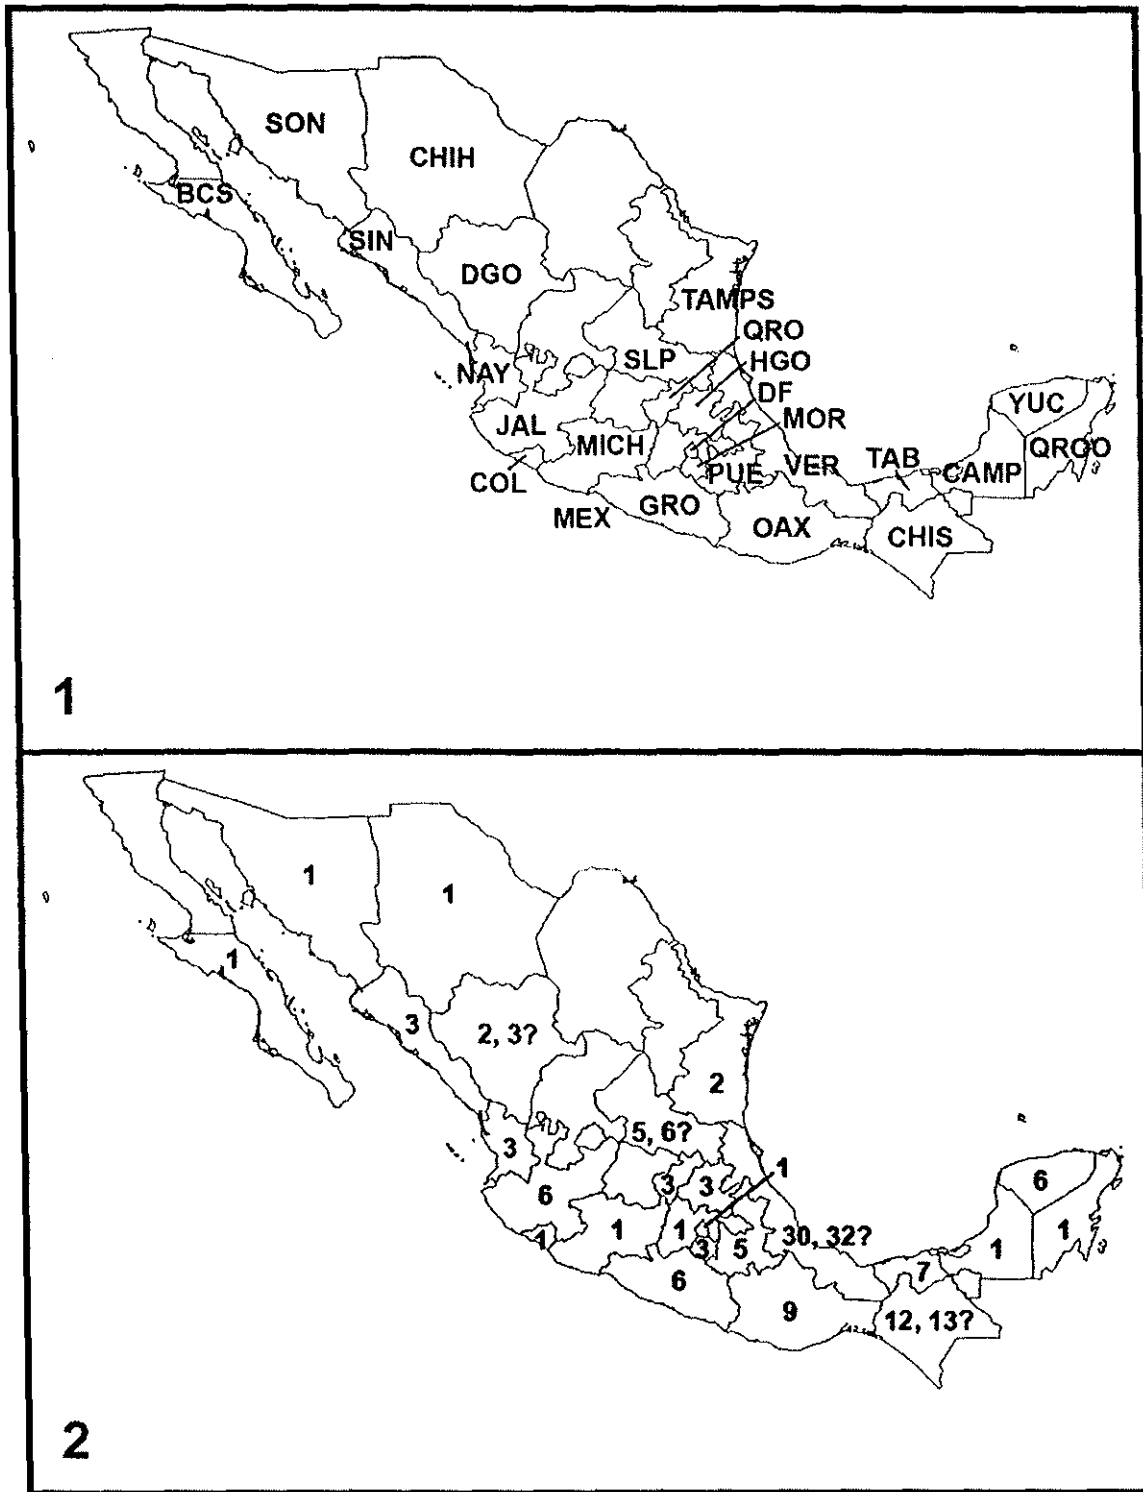 SON
CHIH
BCS
SIN
DGO
TAMPS
QRO
SLP
HGO
NAY
DF
YUC
MOR
JAL
MICH
QROO
VER
TAB
PUE
CAMP
COL
GRO
MEX
OAX
CHIS
1
1
1
1
3
2, 3?
2
5, 6?
3
1
3
3
6
6
1
1
1
3
5
30, 32?
1
1
7
6
9
12, 13?
2